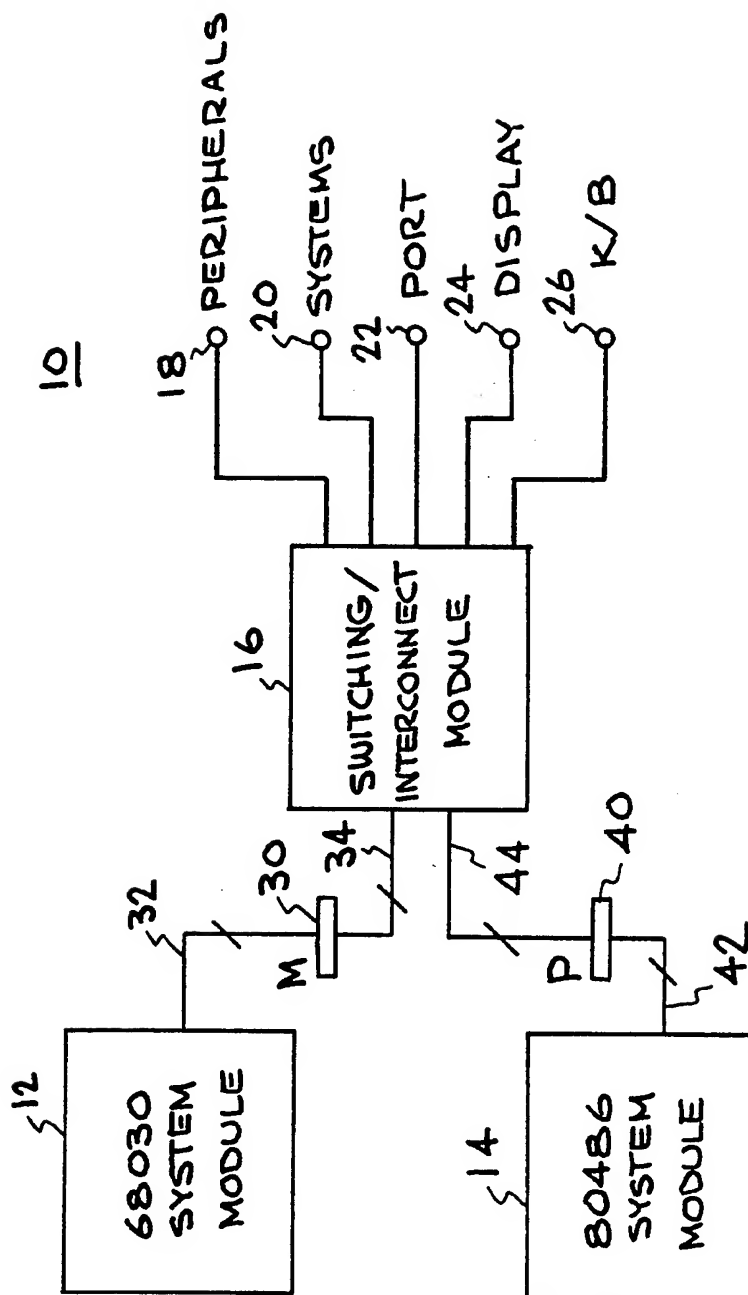 10
12
68030
SYSTEM
MODULE
32
M
30
34
16
SWITCHING/
INTERCONNECT
MODULE
18
PERIPHERALS
20
SYSTEMS
22
PORT
24
DISPLAY
26
K/B
14
80486
SYSTEM
MODULE
42
P
40
44